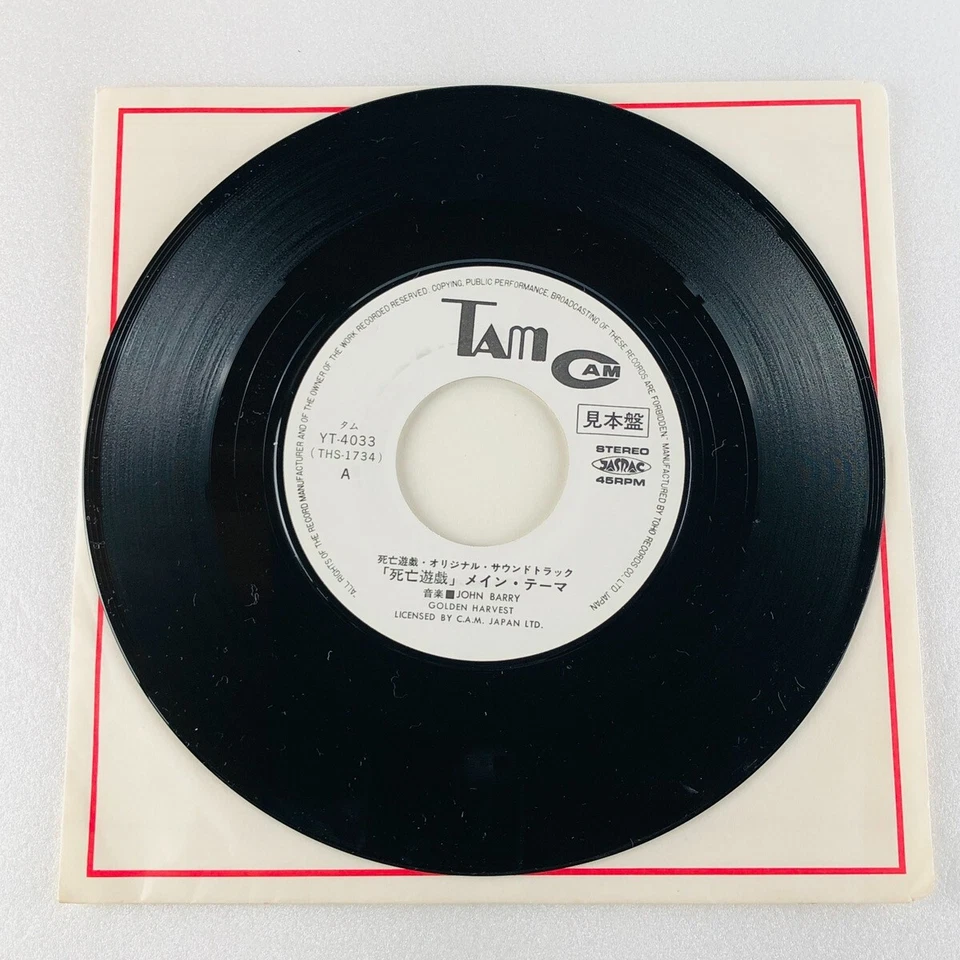 "ALL RIGHTS OF THE RECORD MANUFACTURER AND OF THE OWNER OF THE WORK RECORDED RESERVED. COPYING, PUBLIC PERFORMANCE, BROADCASTING OF THESE RECORDS ARE FORBIDDEN." MANUFACTURED BY TOHO RECORDS CO., LTD. JAPAN
TAM
CAM
見本盤
タム
YT-4033
(THS-1734)
A
STEREO
JASRAC
45RPM
死亡遊戯・オリジナル・サウンドトラック
「死亡遊戯」メイン・テーマ
音楽■JOHN BARRY
GOLDEN HARVEST
LICENSED BY C.A.M. JAPAN LTD.